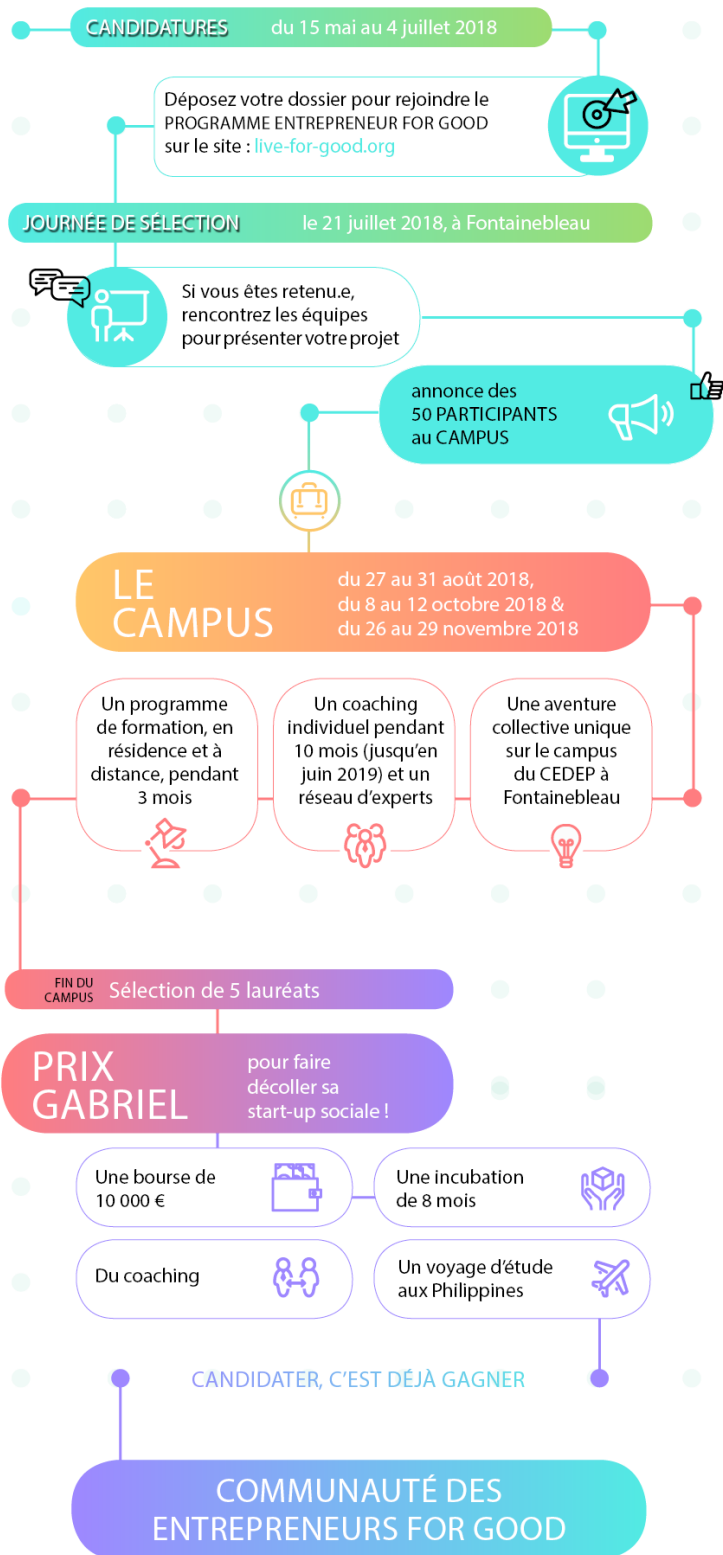 CANDIDATURES du 15 mai au 4 juillet 2018
Déposez votre dossier pour rejoindre le
PROGRAMME ENTREPRENEUR FOR GOOD
sur le site : live-for-good.org
JOURNÉE DE SÉLECTION le 21 juillet 2018, à Fontainebleau
Si vous êtes retenu.e,
rencontrez les équipes
pour présenter votre projet
annonce des
50 PARTICIPANTS
au CAMPUS
LE
CAMPUS
du 27 au 31 août 2018,
du 8 au 12 octobre 2018 &
du 26 au 29 novembre 2018
Un programme
de formation, en
résidence et à
distance, pendant
3 mois
Un coaching
individuel pendant
10 mois (jusqu'en
juin 2019) et un
réseau d'experts
Une aventure
collective unique
sur le campus
du CEDEP à
Fontainebleau
FIN DU
CAMPUS
Sélection de 5 lauréats
PRIX
GABRIEL
pour faire
décoller sa
start-up sociale !
Une bourse de
10 000 €
Une incubation
de 8 mois
Du coaching
Un voyage d'étude
aux Philippines
CANDIDATER, C'EST DÉJÀ GAGNER
COMMUNAUTÉ DES
ENTREPRENEURS FOR GOOD